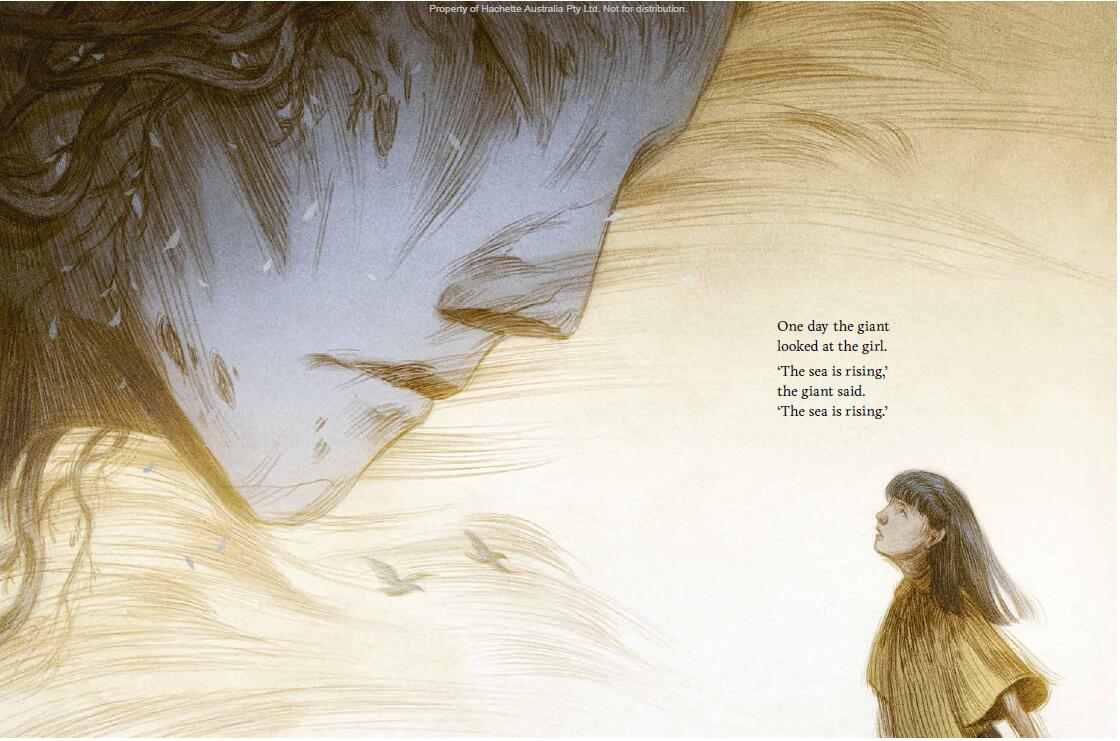 Property of Hachette Australia Pty Ltd. Not for distribution.
One day the giant
looked at the girl.
‘The sea is rising,’
the giant said.
‘The sea is rising.’